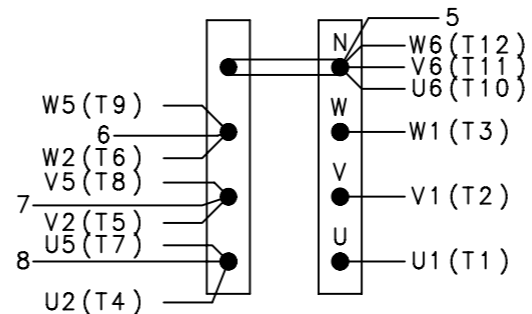 5
N
W6(T12)
V6(T11)
U6(T10)
W5(T9)
W
6
W1(T3)
W2(T6)
V5(T8)
V
7
V1(T2)
V2(T5)
U5(T7)
U
8
U1(T1)
U2(T4)